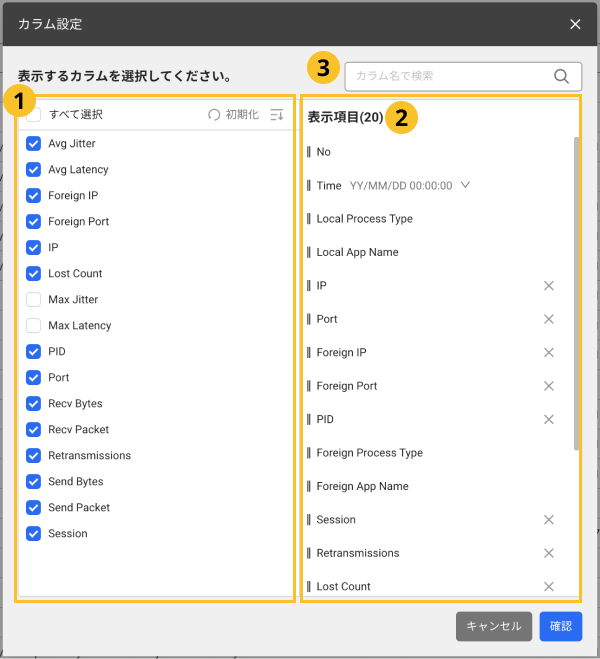 カラム設定
表示するカラムを選択してください。
3
カラム名で検索
1
すべて選択
初期化
Avg Jitter
Avg Latency
Foreign IP
Foreign Port
IP
Lost Count
Max Jitter
Max Latency
PID
Port
Recv Bytes
Recv Packet
Retransmissions
Send Bytes
Send Packet
Session
表示項目(20)
2
No
Time YY/MM/DD 00:00:00
Local Process Type
Local App Name
IP
Port
Foreign IP
Foreign Port
PID
Foreign Process Type
Foreign App Name
Session
Retransmissions
Lost Count
キャンセル
確認